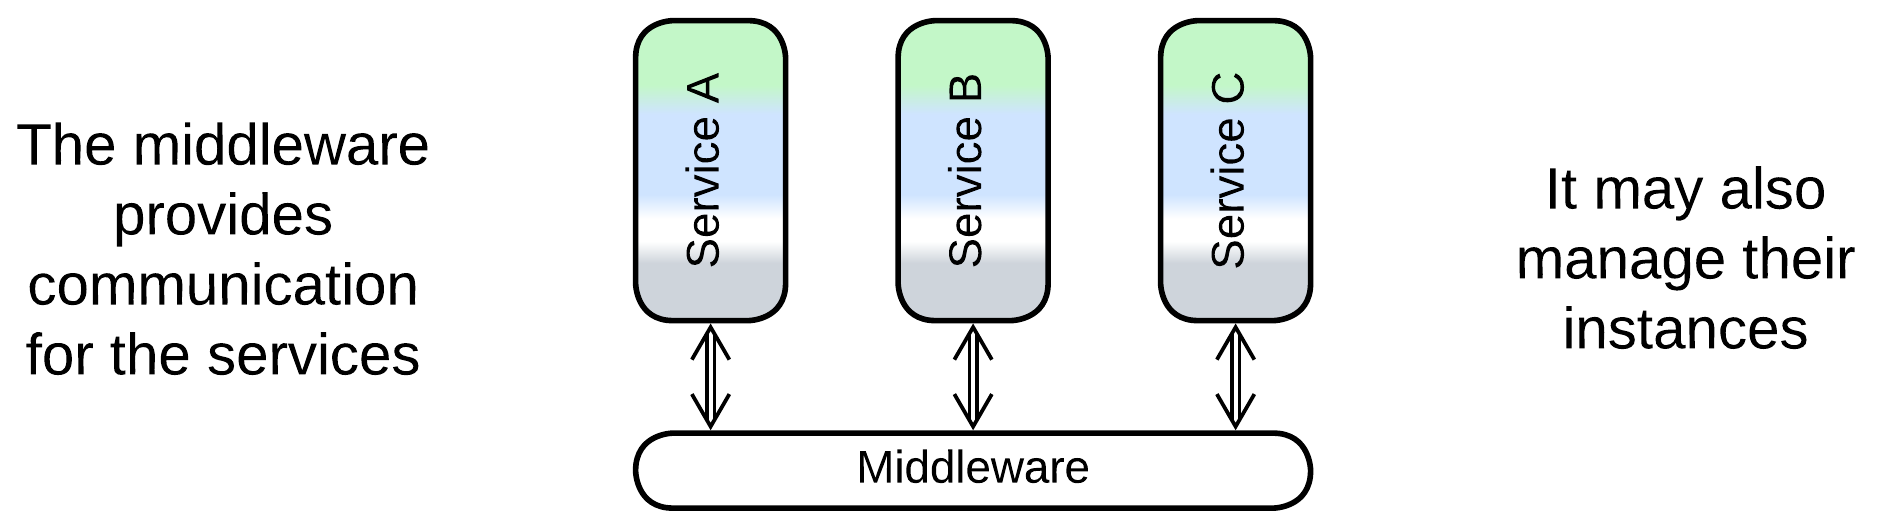 The middleware
provides
communication
for the services
Service A
Service B
Service C
Middleware
It may also
manage their
instances